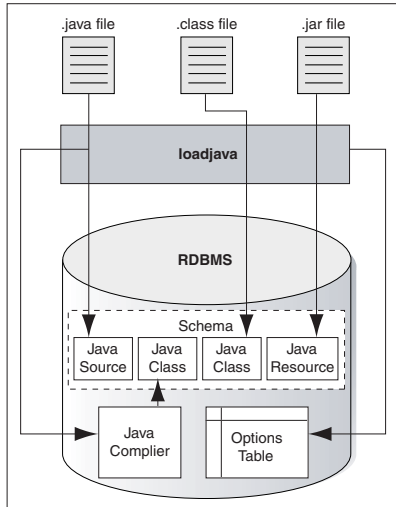 .java file
.class file
.jar file
loadjava
RDBMS
Schema
Java
Source
Java
Class
Java
Class
Java
Resource
Java
Complier
Options
Table